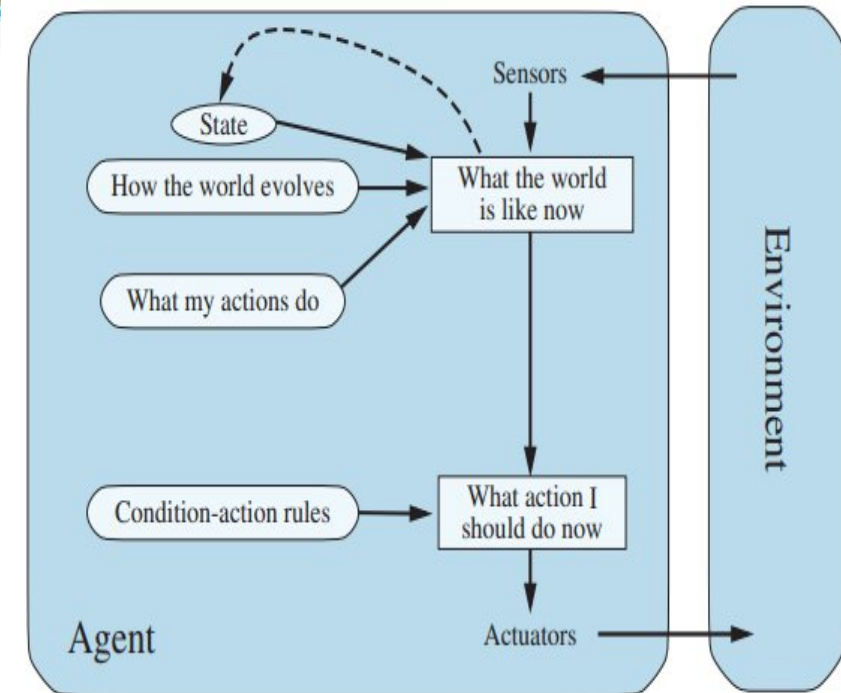 Sensors
State
How the world evolves
What the world
is like now
What my actions do
Condition-action rules
What action I
should do now
Agent
Actuators
Environment